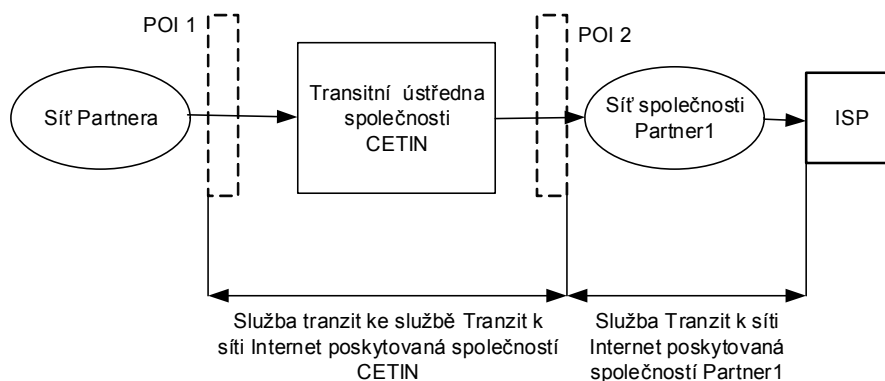 POI 1
POI 2
Síť Partnera
Transitní ústředna
společnosti
CETIN
Síť společnosti
Partner1
ISP
Služba tranzit ke službě Tranzit k
síti Internet poskytovaná společností
CETIN
Služba Tranzit k síti
Internet poskytovaná
společností Partner1